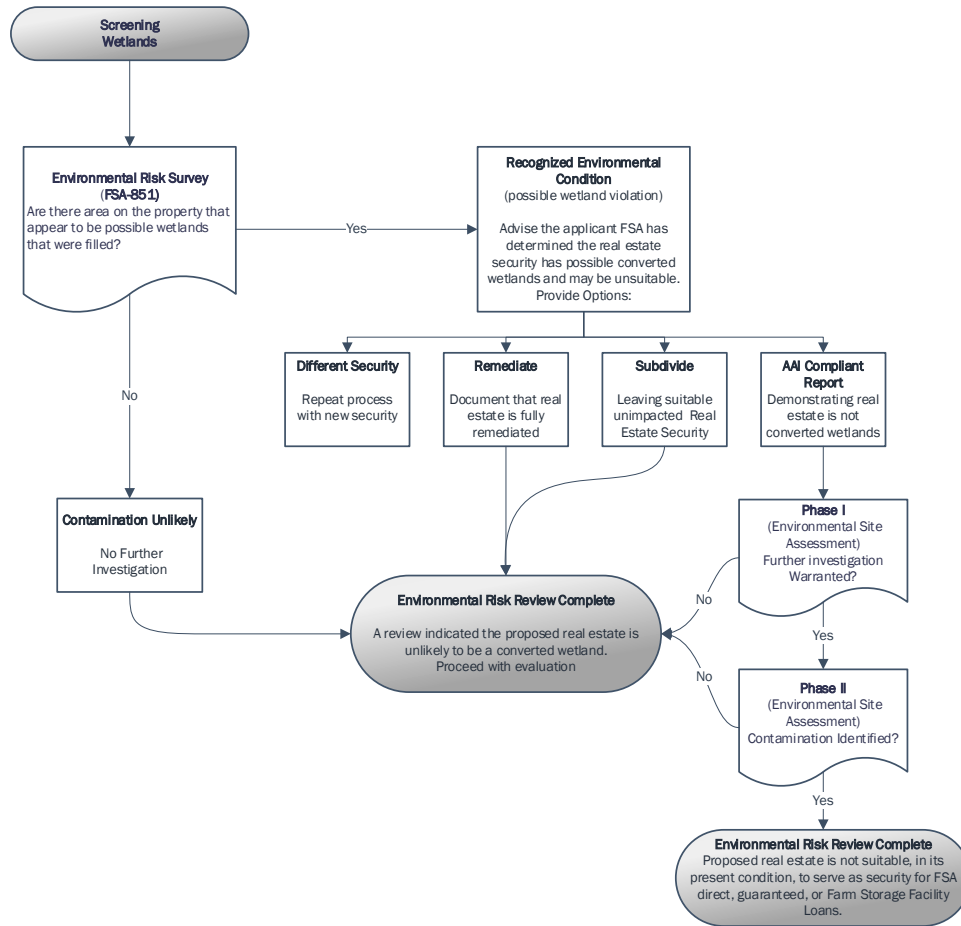 Screening
Wetlands
Environmental Risk Survey
(FSA-851)
Are there area on the property that
appear to be possible wetlands
that were filled?
Yes
Recognized Environmental
Condition
(possible wetland violation)
Advise the applicant FSA has
determined the real estate
security has possible converted
wetlands and may be unsuitable.
Provide Options:
No
Different Security
Repeat process
with new security
Remediate
Document that real
estate is fully
remediated
Subdivide
Leaving suitable
unimpacted Real
Estate Security
AAI Compliant
Report
Demonstrating real
estate is not
converted wetlands
Contamination Unlikely
No Further
Investigation
Phase I
(Environmental Site
Assessment)
Further investigation
Warranted?
No
Yes
Environmental Risk Review Complete
A review indicated the proposed real estate is
unlikely to be a converted wetland.
Proceed with evaluation
No
Phase II
(Environmental Site
Assessment)
Contamination Identified?
Yes
Environmental Risk Review Complete
Proposed real estate is not suitable, in its
present condition, to serve as security for FSA
direct, guaranteed, or Farm Storage Facility
Loans.